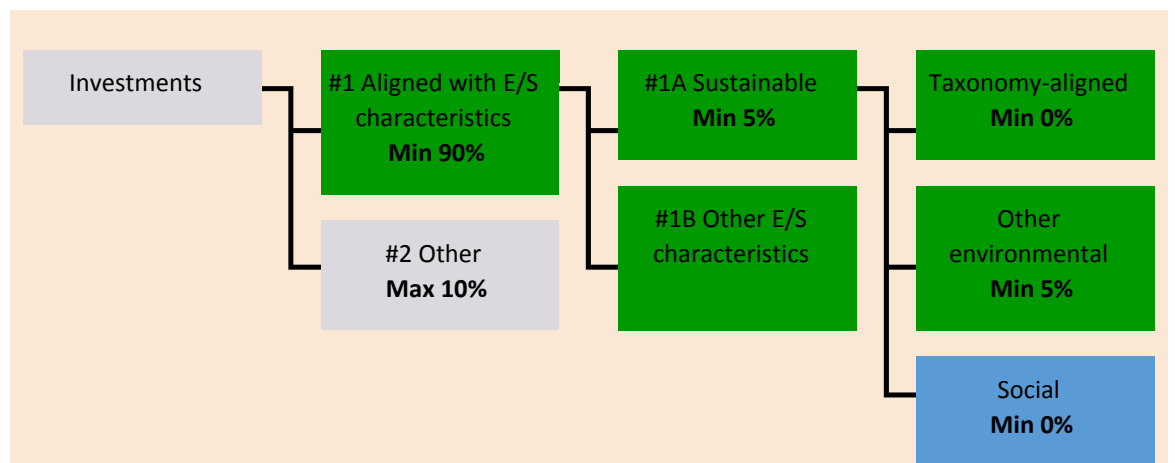 Investments
#1 Aligned with E/S
characteristics
Min 90%
#2 Other
Max 10%
#1A Sustainable
Min 5%
#1B Other E/S
characteristics
Taxonomy-aligned
Min 0%
Other
environmental
Min 5%
Social
Min 0%